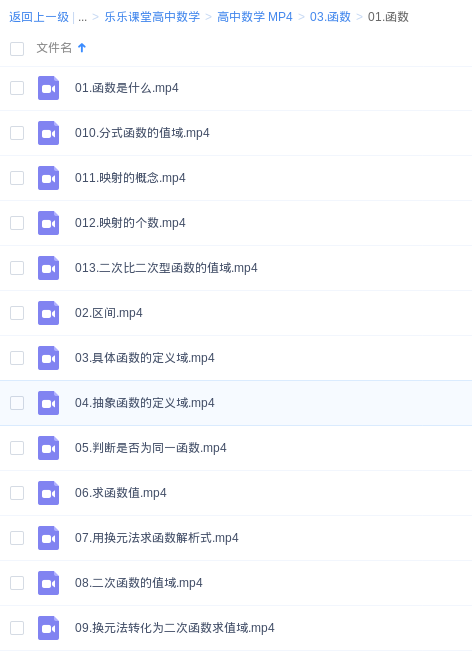 返回上一级 | ... > 乐乐课堂高中数学 > 高中数学 MP4 > 03.函数 > 01.函数
文件名
01.函数是什么.mp4
010.分式函数的值域.mp4
011.映射的概念.mp4
012.映射的个数.mp4
013.二次比二次型函数的值域.mp4
02.区间.mp4
03.具体函数的定义域.mp4
04.抽象函数的定义域.mp4
05.判断是否为同一函数.mp4
06.求函数值.mp4
07.用换元法求函数解析式.mp4
08.二次函数的值域.mp4
09.换元法转化为二次函数求值域.mp4